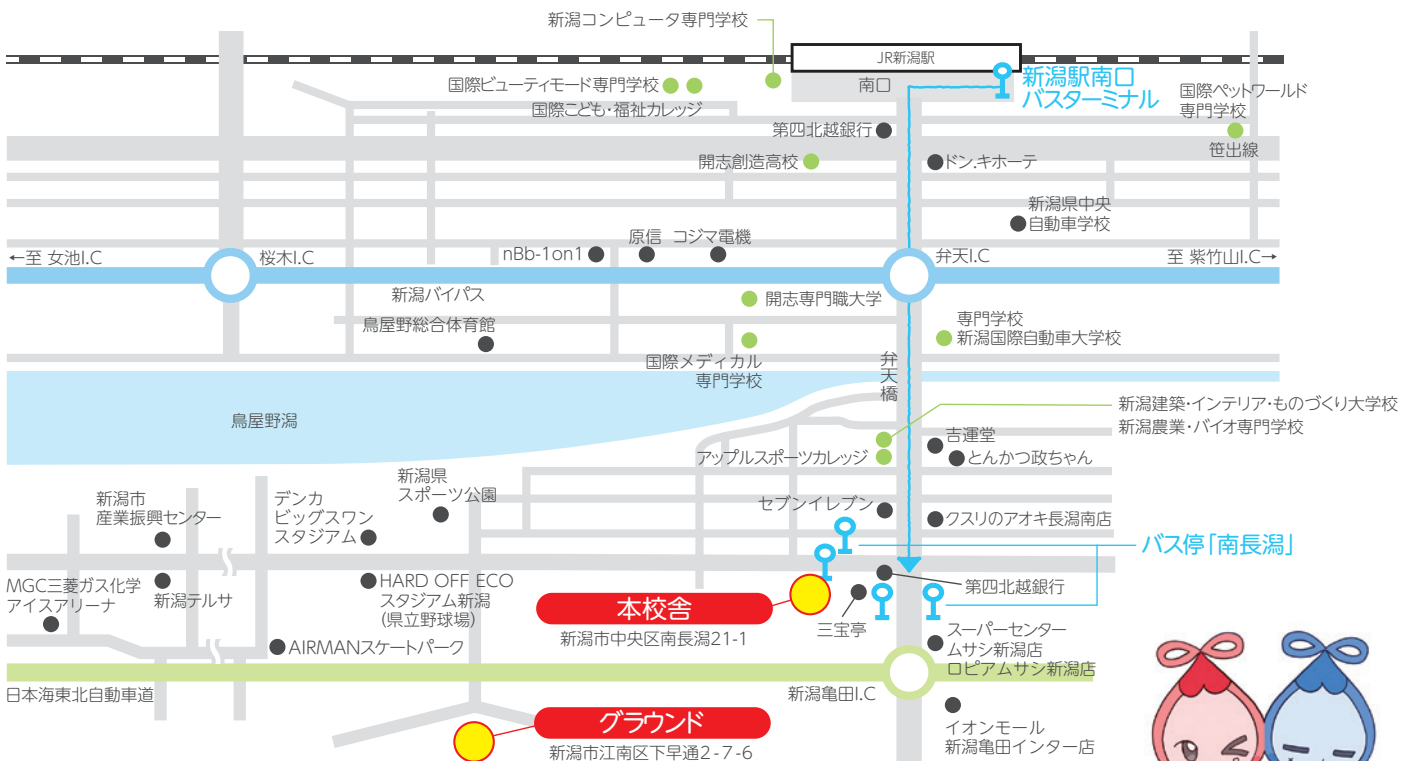 新潟コンピュータ専門学校
JR新潟駅
南口
新潟駅南口
バスターミナル
国際ビューティモード専門学校
国際こども・福祉カレッジ
国際ペットワールド
専門学校
第四北越銀行
笹出線
開志創造高校
ドン.キホーテ
新潟県中央
自動車学校
原信
コジマ電機
nBb-1on1
←至 女池I.C
桜木I.C
弁天I.C
至 紫竹山I.C→
新潟バイパス
開志専門職大学
鳥屋野総合体育館
専門学校
新潟国際自動車大学校
国際メディカル
専門学校
弁天橋
鳥屋野潟
新潟建築・インテリア・ものづくり大学校
新潟農業・バイオ専門学校
吉運堂
アップルスポーツカレッジ
とんかつ政ちゃん
新潟県
スポーツ公園
新潟市
産業振興センター
デンカ
ビッグスワン
スタジアム
セブンイレブン
クスリのアオキ長潟南店
バス停「南長潟」
MGC三菱ガス化学
アイスアリーナ
新潟テルサ
HARD OFF ECO
スタジアム新潟
(県立野球場)
第四北越銀行
本校舎
新潟市中央区南長潟21-1
三宝亭
AIRMANスケートパーク
スーパーセンター
ムサシ新潟店
ロピアムサシ新潟店
日本海東北自動車道
新潟亀田I.C
グラウンド
新潟市江南区下早通2-7-6
イオンモール
新潟亀田インター店